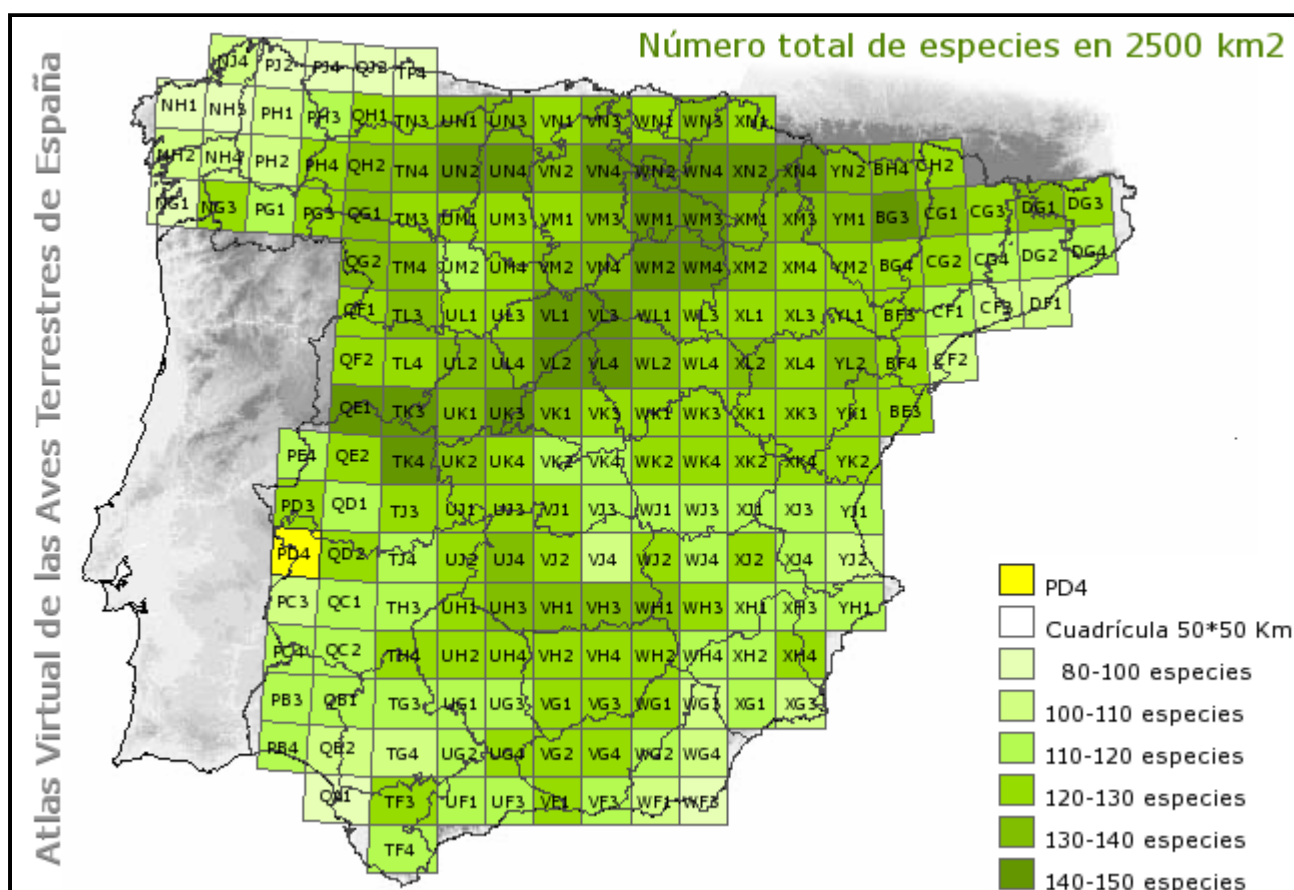 Número total de especies en 2500 km2
Atlas Virtual de las Aves Terrestres de España
NJ4 PJ2 PJ4 QJ2 TP4
NH1 NH3 PH1 PH3 QH1 TN3 UN1 UN3 VN1 VN3 WN1 WN3 XN1
NH2 NH4 PH2 PH4 QH2 TN4 UN2 UN4 VN2 VN4 WN2 WN4 XN2 XN4 YN2 BH4 CH2
NG1 NG3 PG1 PG3 QG1 TM3 UM1 UM3 VM1 VM3 WM1 WM3 XM1 XM3 YM1 BG3 CG1 CG3 DG1 DG3
QG2 TM4 UM2 UM4 VM2 VN4 WM2 WM4 XM2 XM4 YM2 BG4 CG2 CG4 DG2 DG4
QF1 TL3 UL1 UL3 VL1 VL3 WL1 WL3 XL1 XL3 YL1 BF3 CF1 CF3 DF1
QF2 TL4 UL2 UL4 VL2 VL4 WL2 WL4 XL2 XL4 YL2 BF4 CF2
QE1 TK3 UK1 UK3 VK1 VK3 WK1 WK3 XK1 XK3 YK1 BE3
PE4 QE2 TK4 UK2 UK4 VK2 VK4 WK2 WK4 XK2 XK4 YK2
PD3 QD1 TJ3 UJ1 UJ3 VJ1 VJ3 WJ1 WJ3 XJ1 XJ3 YJ1
PD4 QD2 TJ4 UJ2 UJ4 VJ2 VJ4 WJ2 WJ4 XJ2 XJ4 YJ2
PC3 QC1 TH3 UH1 UH3 VH1 VH3 WH1 WH3 XH1 XH3 YH1
PC4 QC2 TH4 UH2 UH4 VH2 VH4 WH2 WH4 XH2 XH4
PB3 QB1 TG3 UG1 UG3 VG1 VG3 WG1 WG3 XG1 XG3
PB4 QB2 TG4 UG2 UG4 VG2 VG4 WG2 WG4
QA1 TF3 UF1 UF3 VF1 VF3 WF1 WF3
TF4
PD4
Cuadrícula 50*50 Km
80-100 especies
100-110 especies
110-120 especies
120-130 especies
130-140 especies
140-150 especies